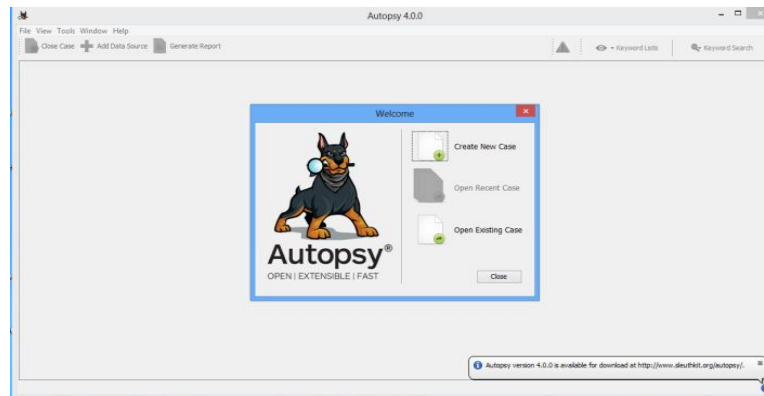 Autopsy 4.0.0
File View Tools Window Help
Close Case Add Data Source Generate Report Keyword Lists Keyword Search
Welcome
Create New Case
Open Recent Case
Open Existing Case
Autopsy®
OPEN | EXTENSIBLE | FAST
Close
Autopsy version 4.0.0 is available for download at http://www.sleuthkit.org/autopsy/.